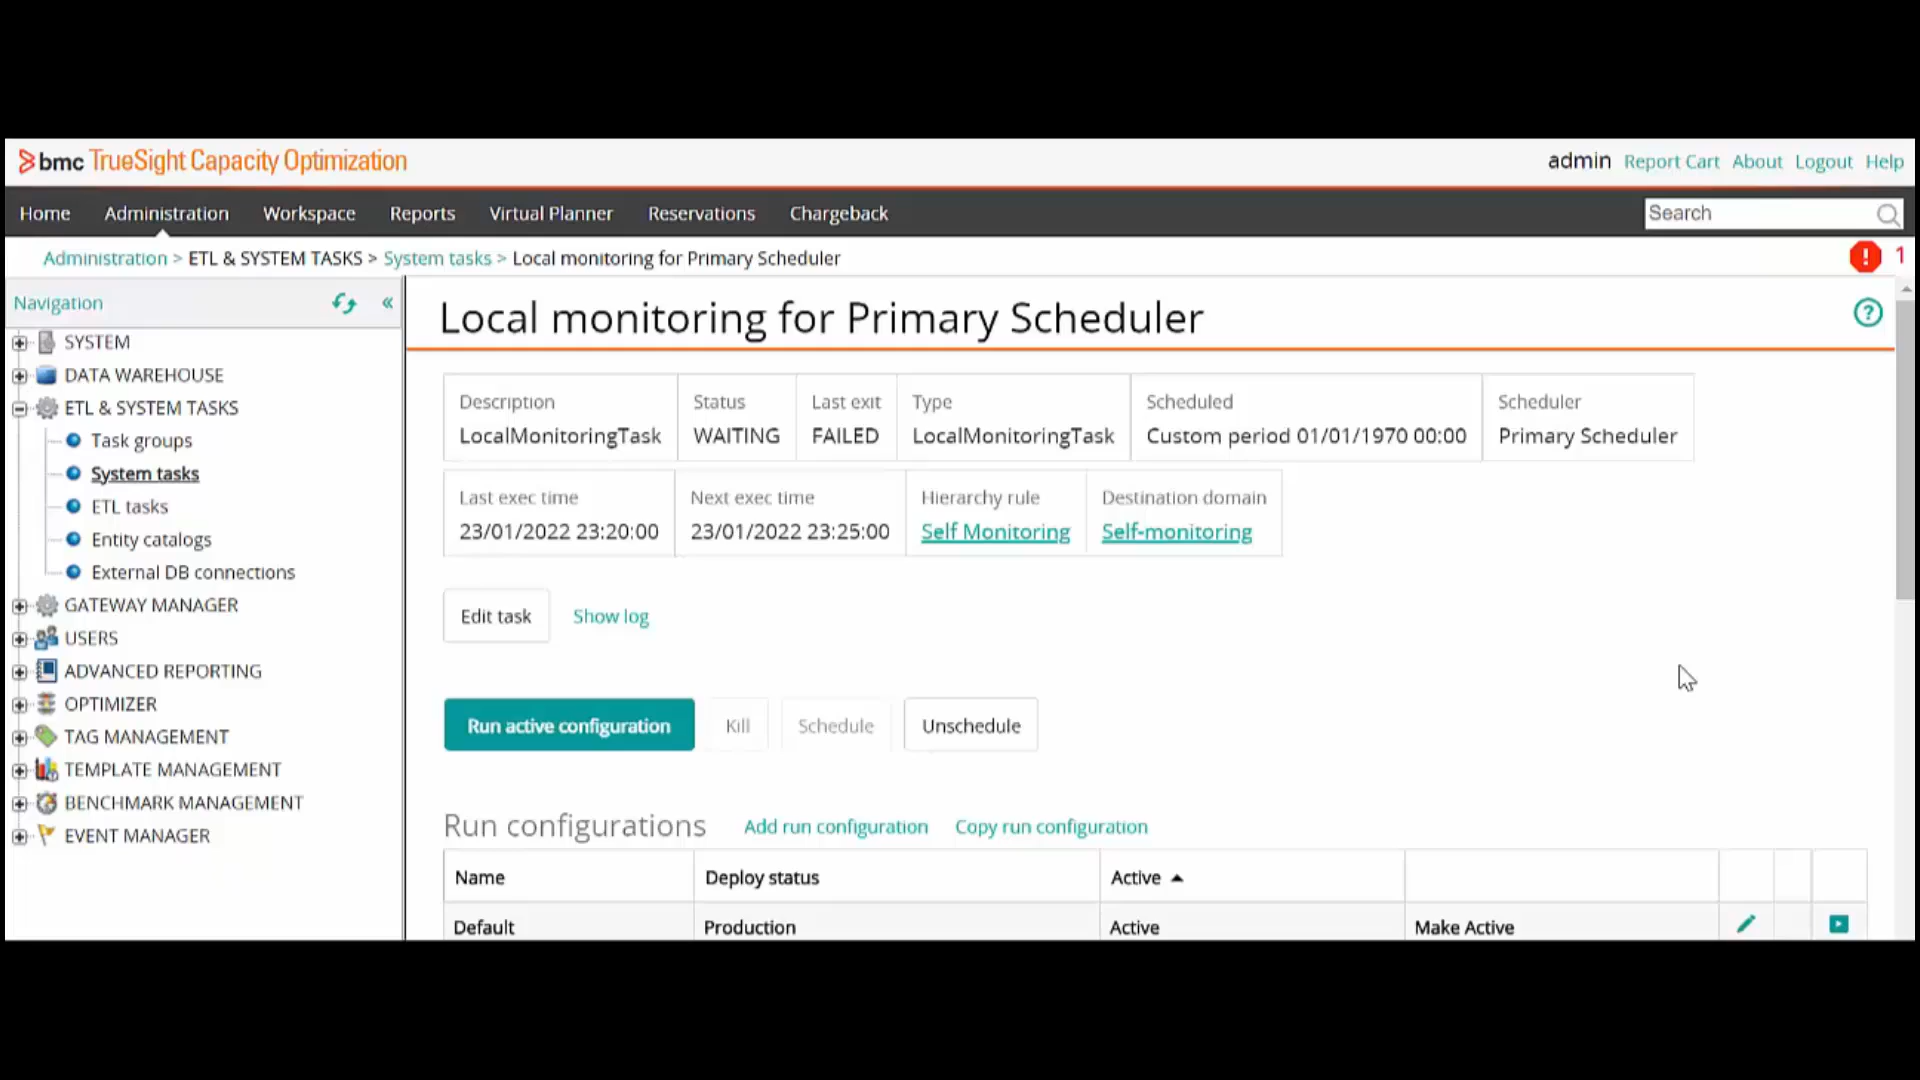 bmc TrueSight Capacity Optimization
admin Report Cart About Logout Help
Home Administration Workspace Reports Virtual Planner Reservations Chargeback Search
Administration > ETL & SYSTEM TASKS > System tasks > Local monitoring for Primary Scheduler
! 1
Navigation «
SYSTEM
DATA WAREHOUSE
ETL & SYSTEM TASKS
Task groups
System tasks
ETL tasks
Entity catalogs
External DB connections
GATEWAY MANAGER
USERS
ADVANCED REPORTING
OPTIMIZER
TAG MANAGEMENT
TEMPLATE MANAGEMENT
BENCHMARK MANAGEMENT
EVENT MANAGER
Local monitoring for Primary Scheduler
?
Description Status Last exit Type Scheduled Scheduler
LocalMonitoringTask WAITING FAILED LocalMonitoringTask Custom period 01/01/1970 00:00 Primary Scheduler
Last exec time Next exec time Hierarchy rule Destination domain
23/01/2022 23:20:00 23/01/2022 23:25:00 Self Monitoring Self-monitoring
Edit task Show log
Run active configuration Kill Schedule Unschedule
Run configurations Add run configuration Copy run configuration
Name Deploy status Active
Default Production Active Make Active